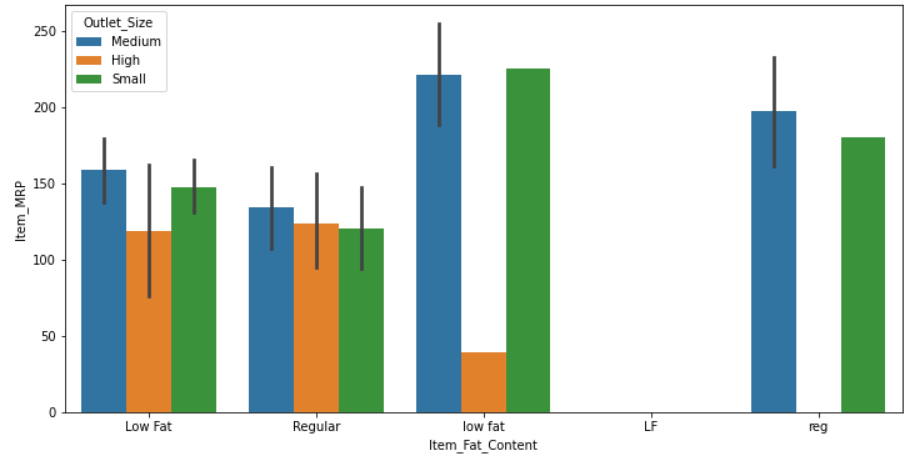 Outlet_Size
Medium
High
Small
Item_MRP
250
200
150
100
50
0
Low Fat Regular low fat LF reg
Item_Fat_Content